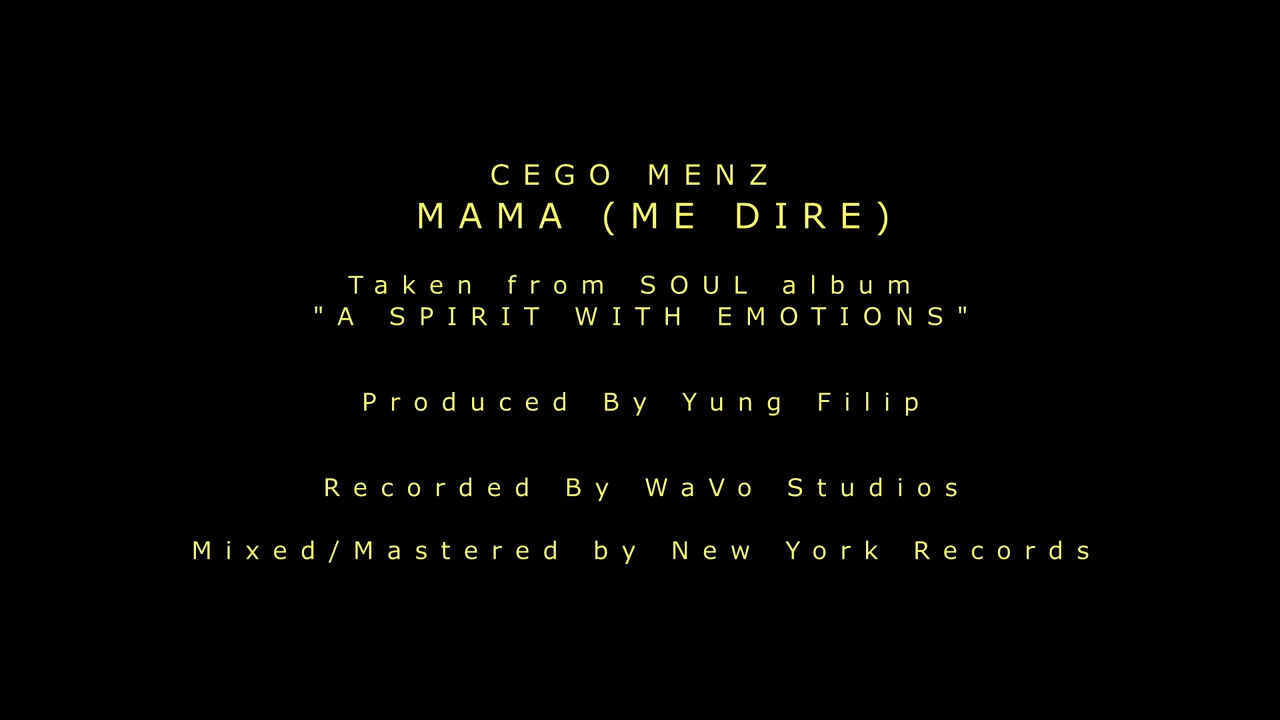 CEGO MENZ
MAMA (ME DIRE)
Taken from SOUL album
"A SPIRIT WITH EMOTIONS"
Produced By Yung Filip
Recorded By WaVo Studios
Mixed/Mastered by New York Records